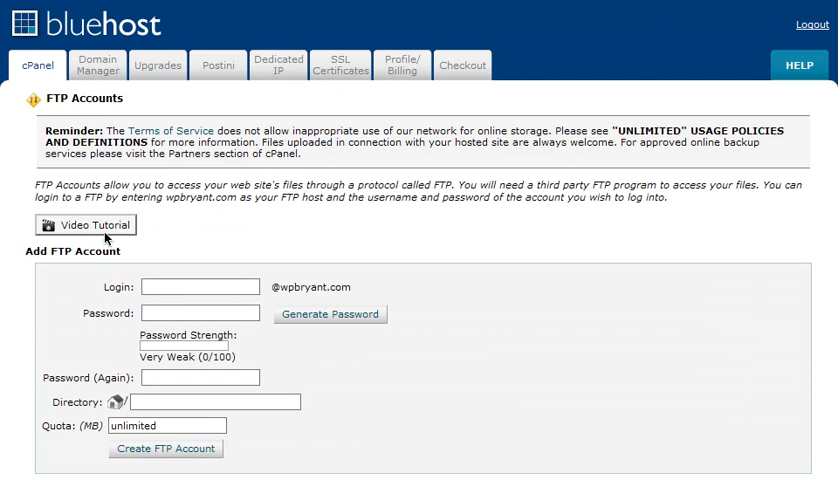 bluehost
Logout
cPanel
Domain
Manager
Upgrades
Postini
Dedicated
IP
SSL
Certificates
Profile/
Billing
Checkout
HELP
FTP Accounts
Reminder: The Terms of Service does not allow inappropriate use of our network for online storage. Please see "UNLIMITED" USAGE POLICIES
AND DEFINITIONS for more information. Files uploaded in connection with your hosted site are always welcome. For approved online backup
services please visit the Partners section of cPanel.
FTP Accounts allow you to access your web site's files through a protocol called FTP. You will need a third party FTP program to access your files. You can
login to a FTP by entering wpbryant.com as your FTP host and the username and password of the account you wish to log into.
Video Tutorial
Add FTP Account
Login: @wpbryant.com
Password: Generate Password
Password Strength:
Very Weak (0/100)
Password (Again):
Directory: /
Quota: (MB) unlimited
Create FTP Account